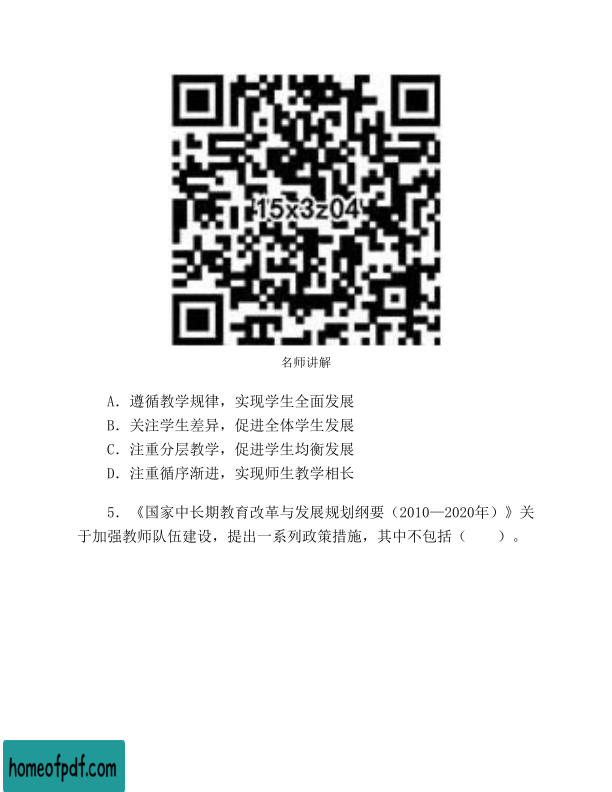 15x3z04
名师讲解
A．遵循教学规律，实现学生全面发展
B．关注学生差异，促进全体学生发展
C．注重分层教学，促进学生均衡发展
D．注重循序渐进，实现师生教学相长
5．《国家中长期教育改革与发展规划纲要（2010—2020年）》关
于加强教师队伍建设，提出一系列政策措施，其中不包括（　　）。
homeofpdf.com